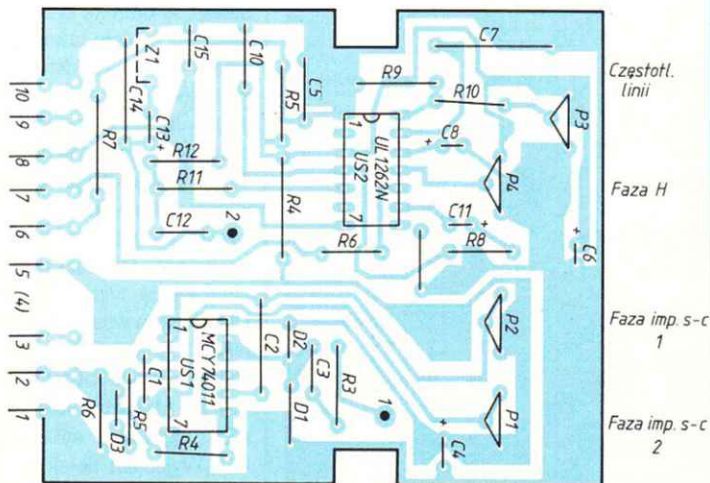 C7
Częstotl.
linii
Z1
C15
C10
R5
C5
R9
R10
P3
10
9
8
7
6
5 (4)
3
2
1
C14
R7
C13
+
R12
R11
C12
2
R4
1
UL1262N
US2
7
+
C8
P4
Faza H
C11
+
R8
R6
+
C6
P2
Faza imp. s-c
1
1
MCY74011
US1
7
C2
D2
C3
R3
D1
1
P1
Faza imp. s-c
2
+
C4
R6
D3
R5
C1
R4